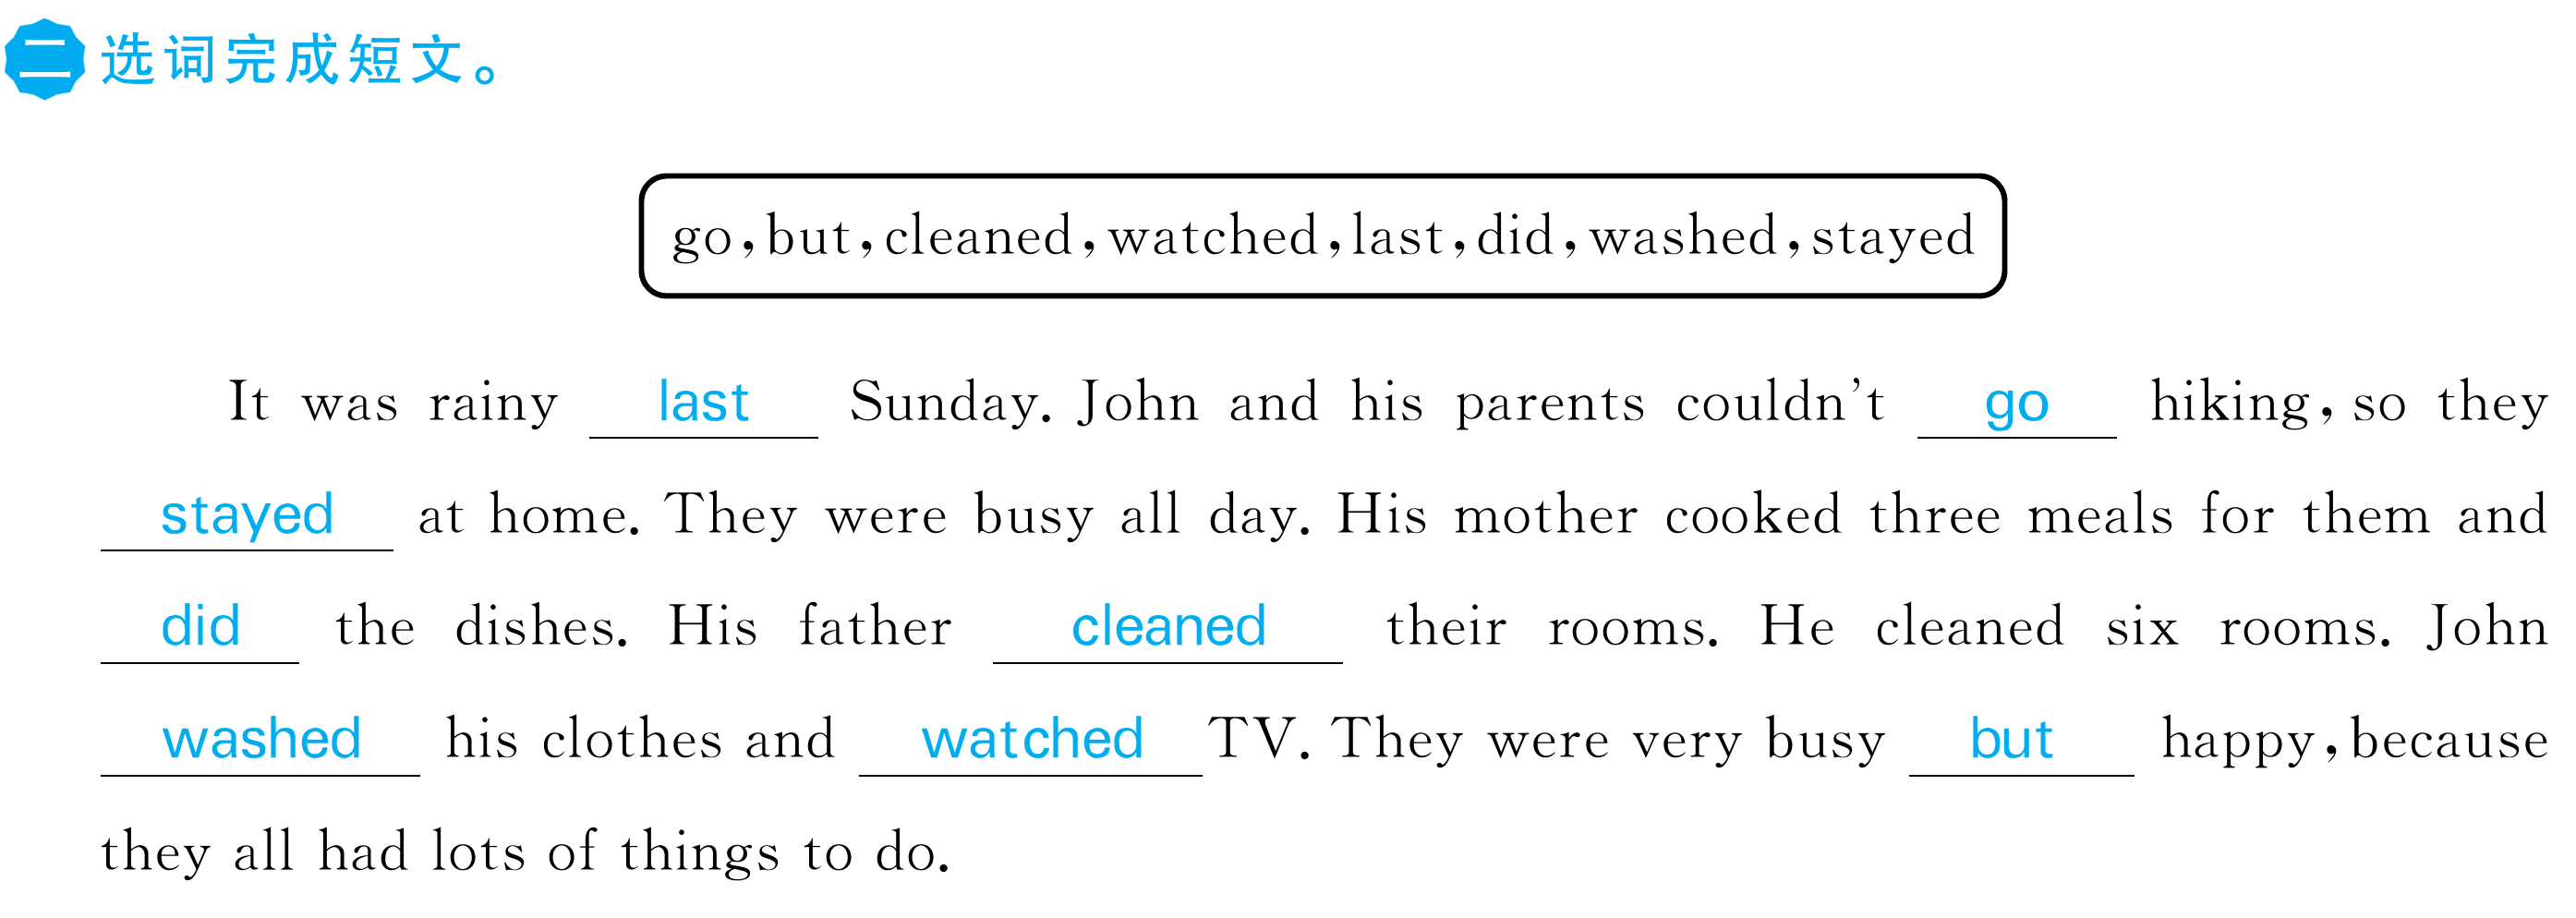 二 选词完成短文。
go,but,cleaned,watched,last,did,washed,stayed
It was rainy last Sunday. John and his parents couldn't go hiking, so they
stayed at home. They were busy all day. His mother cooked three meals for them and
did the dishes. His father cleaned their rooms. He cleaned six rooms. John
washed his clothes and watched TV. They were very busy but happy, because
they all had lots of things to do.